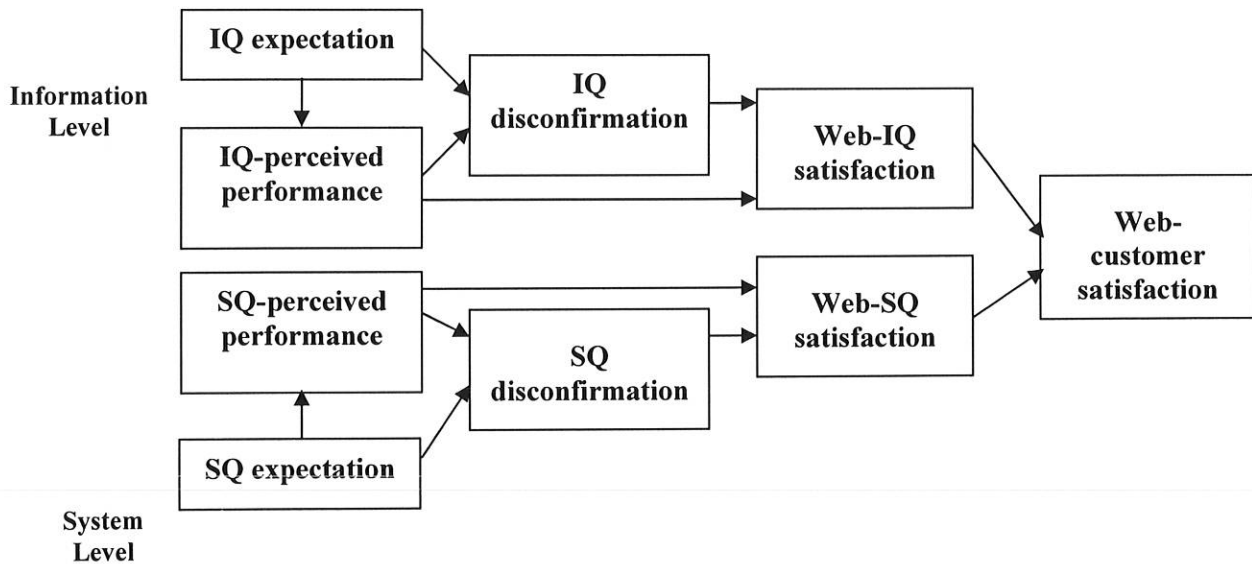 IQ expectation
Information
Level
IQ
disconfirmation
IQ-perceived
performance
Web-IQ
satisfaction
Web-
customer
satisfaction
SQ-perceived
performance
Web-SQ
satisfaction
SQ
disconfirmation
SQ expectation
System
Level